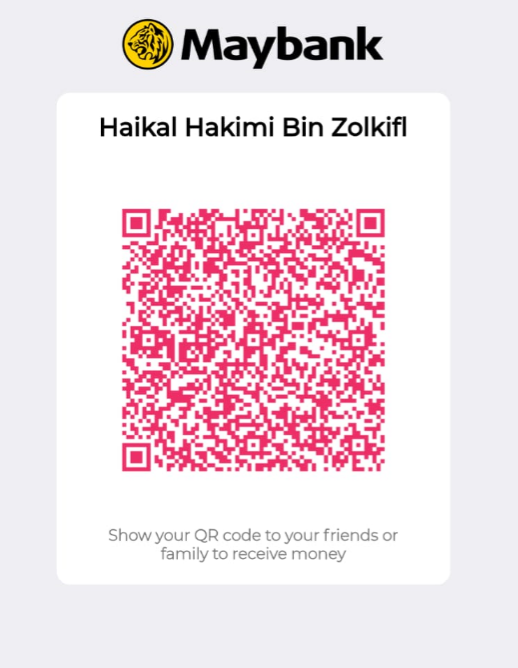 Maybank
Haikal Hakimi Bin Zolkifl
Show your QR code to your friends or
family to receive money